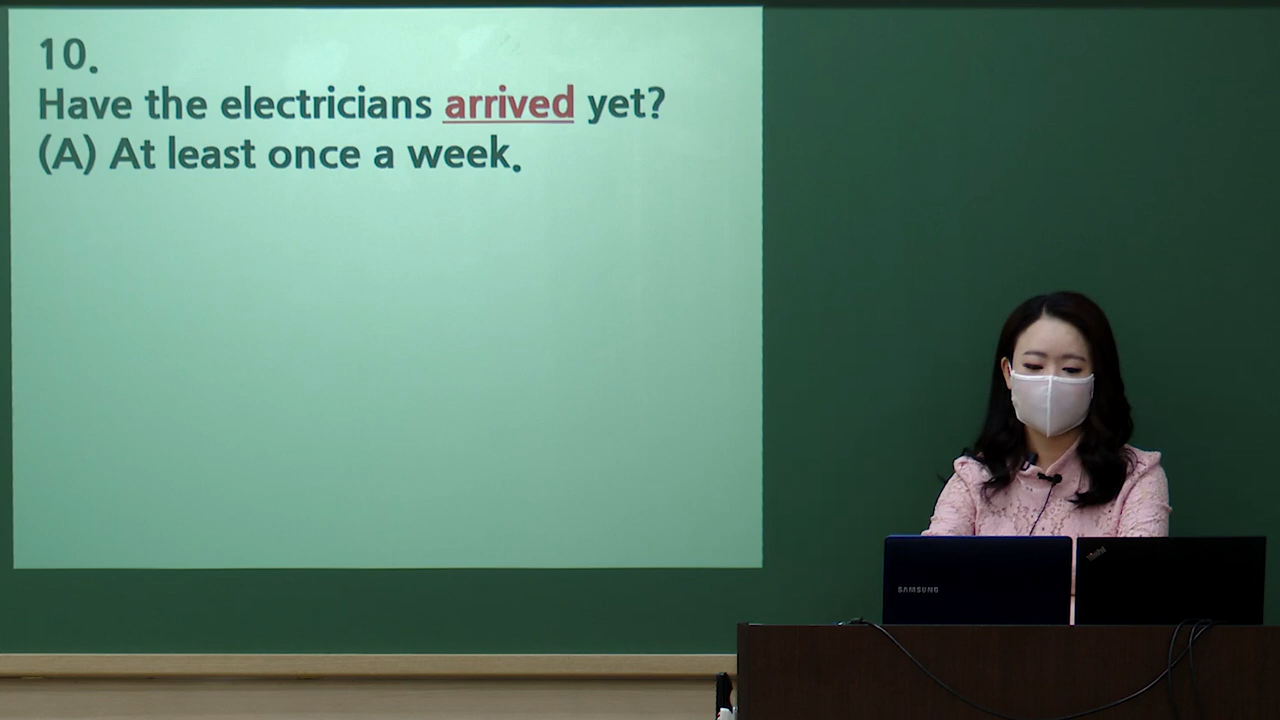 10.
Have the electricians arrived yet?
(A) At least once a week.
SAMSUNG